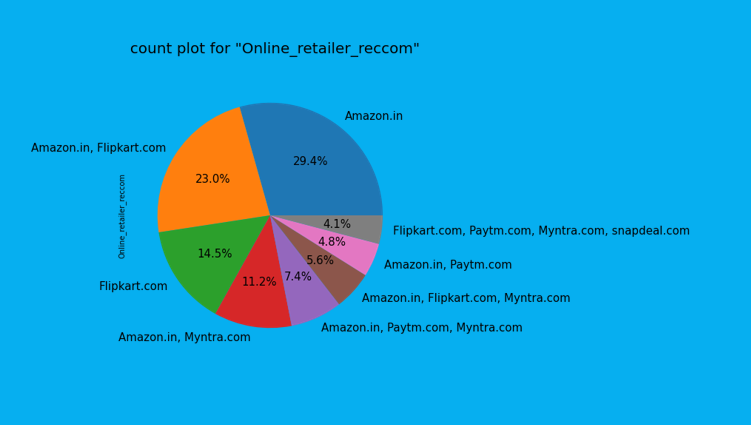 count plot for "Online_retailer_reccom"
Amazon.in
29.4%
Amazon.in, Flipkart.com
23.0%
Online_retailer_reccom
Flipkart.com
14.5%
Amazon.in, Myntra.com
11.2%
Amazon.in, Paytm.com, Myntra.com
7.4%
Amazon.in, Flipkart.com, Myntra.com
5.6%
Amazon.in, Paytm.com
4.8%
Flipkart.com, Paytm.com, Myntra.com, snapdeal.com
4.1%